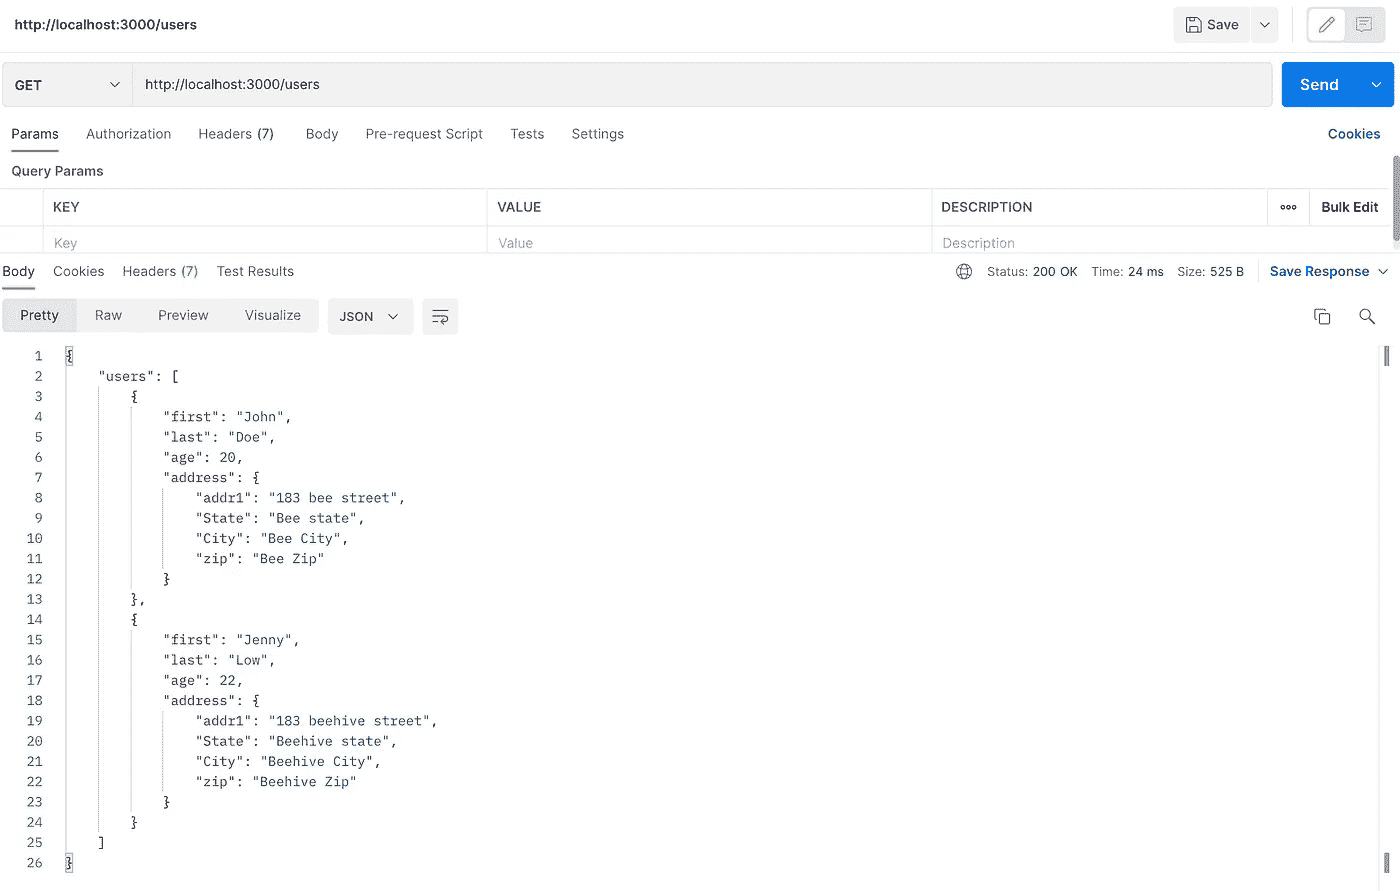 http://localhost:3000/users Save
GET http://localhost:3000/users Send
Params Authorization Headers (7) Body Pre-request Script Tests Settings Cookies
Query Params
KEY VALUE DESCRIPTION ooo Bulk Edit
Key Value Description
Body Cookies Headers (7) Test Results Status: 200 OK Time: 24 ms Size: 525 B Save Response
Pretty Raw Preview Visualize JSON
1 {
2 "users": [
3 {
4 "first": "John",
5 "last": "Doe",
6 "age": 20,
7 "address": {
8 "addr1": "183 bee street",
9 "State": "Bee state",
10 "City": "Bee City",
11 "zip": "Bee Zip"
12 }
13 },
14 {
15 "first": "Jenny",
16 "last": "Low",
17 "age": 22,
18 "address": {
19 "addr1": "183 beehive street",
20 "State": "Beehive state",
21 "City": "Beehive City",
22 "zip": "Beehive Zip"
23 }
24 }
25 ]
26 }